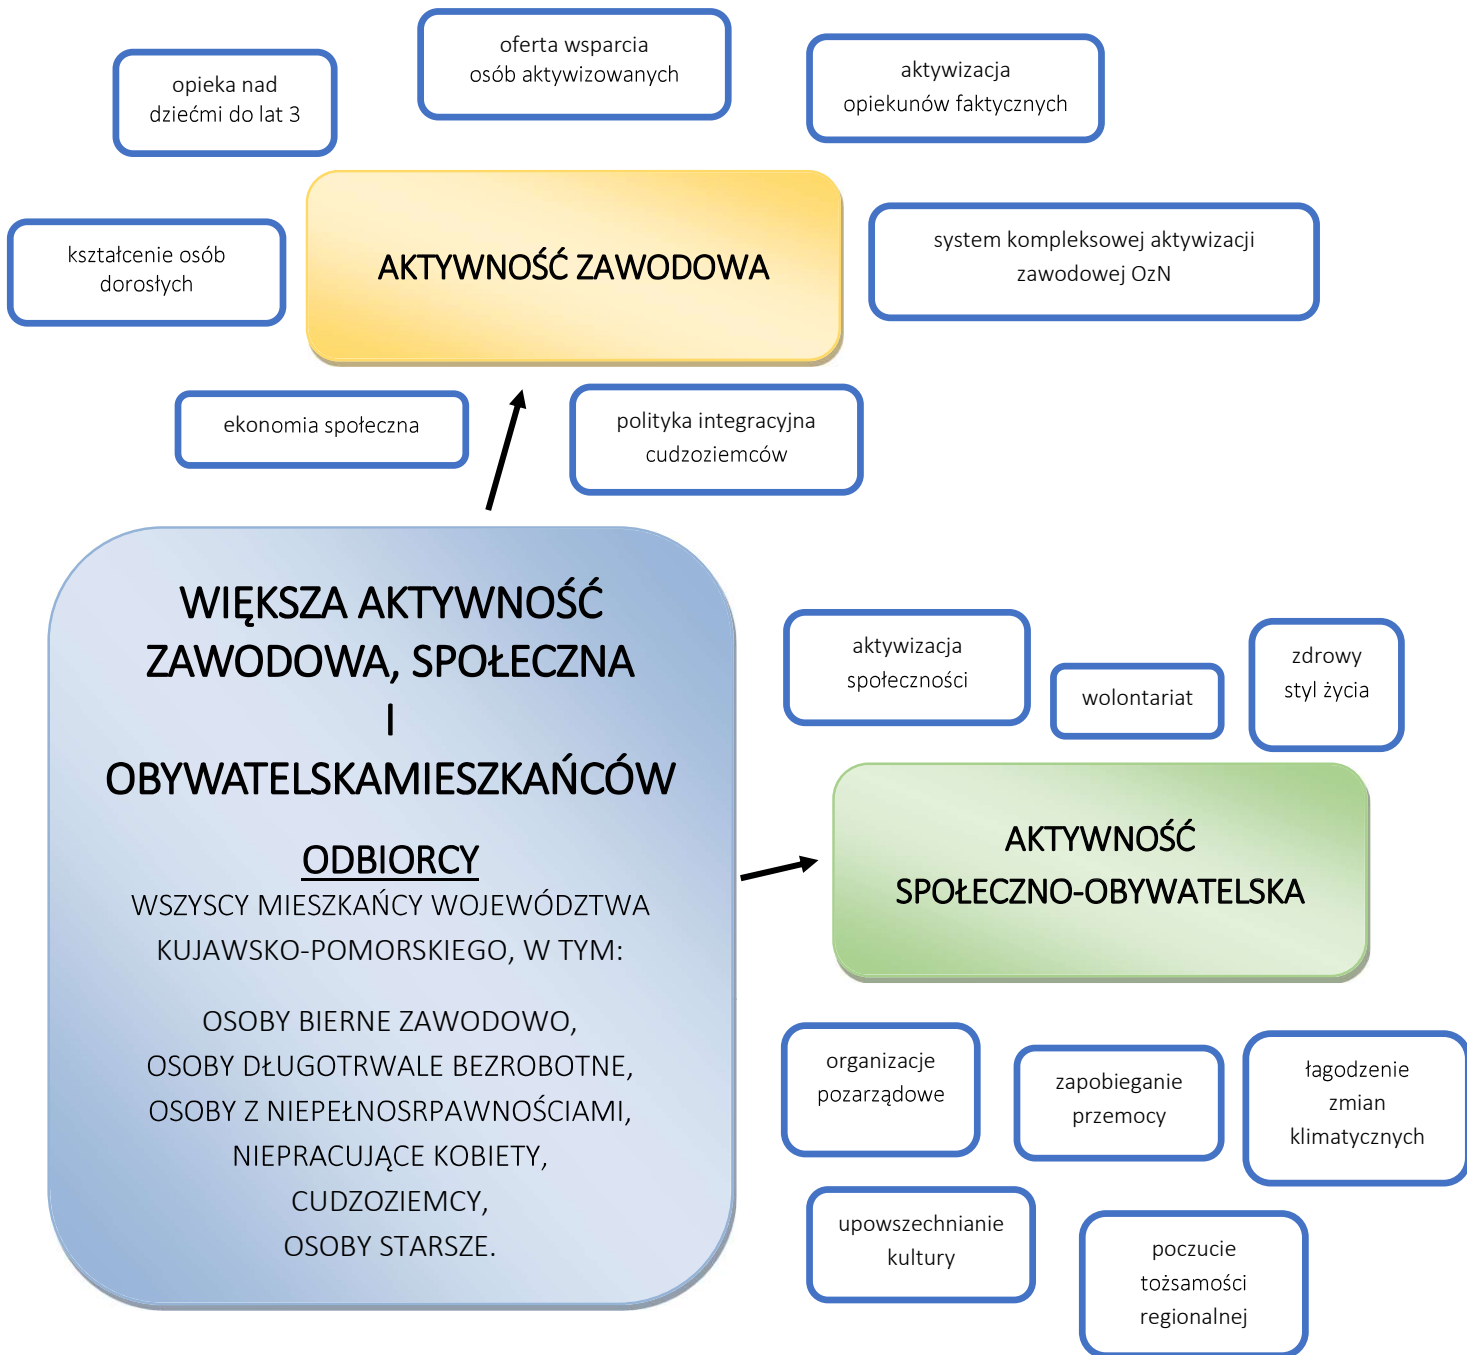 oferta wsparcia
osób aktywizowanych
opieka nad
dziećmi do lat 3
aktywizacja
opiekunów faktycznych
kształcenie osób
dorosłych
AKTYWNOŚĆ ZAWODOWA
system kompleksowej aktywizacji
zawodowej OzN
ekonomia społeczna
polityka integracyjna
cudzoziemców
WIĘKSZA AKTYWNOŚĆ
ZAWODOWA, SPOŁECZNA
I
OBYWATELSKAMIESZKAŃCÓW
ODBIORCY
WSZYSCY MIESZKAŃCY WOJEWÓDZTWA
KUJAWSKO-POMORSKIEGO, W TYM:
OSOBY BIERNE ZAWODOWO,
OSOBY DŁUGOTRWALE BEZROBOTNE,
OSOBY Z NIEPEŁNOSRPAWNOŚCIAMI,
NIEPRACUJĄCE KOBIETY,
CUDZOZIEMCY,
OSOBY STARSZE.
aktywizacja
społeczności
wolontariat
zdrowy
styl życia
AKTYWNOŚĆ
SPOŁECZNO-OBYWATELSKA
organizacje
pozarządowe
zapobieganie
przemocy
łagodzenie
zmian
klimatycznych
upowszechnianie
kultury
poczucie
tożsamości
regionalnej